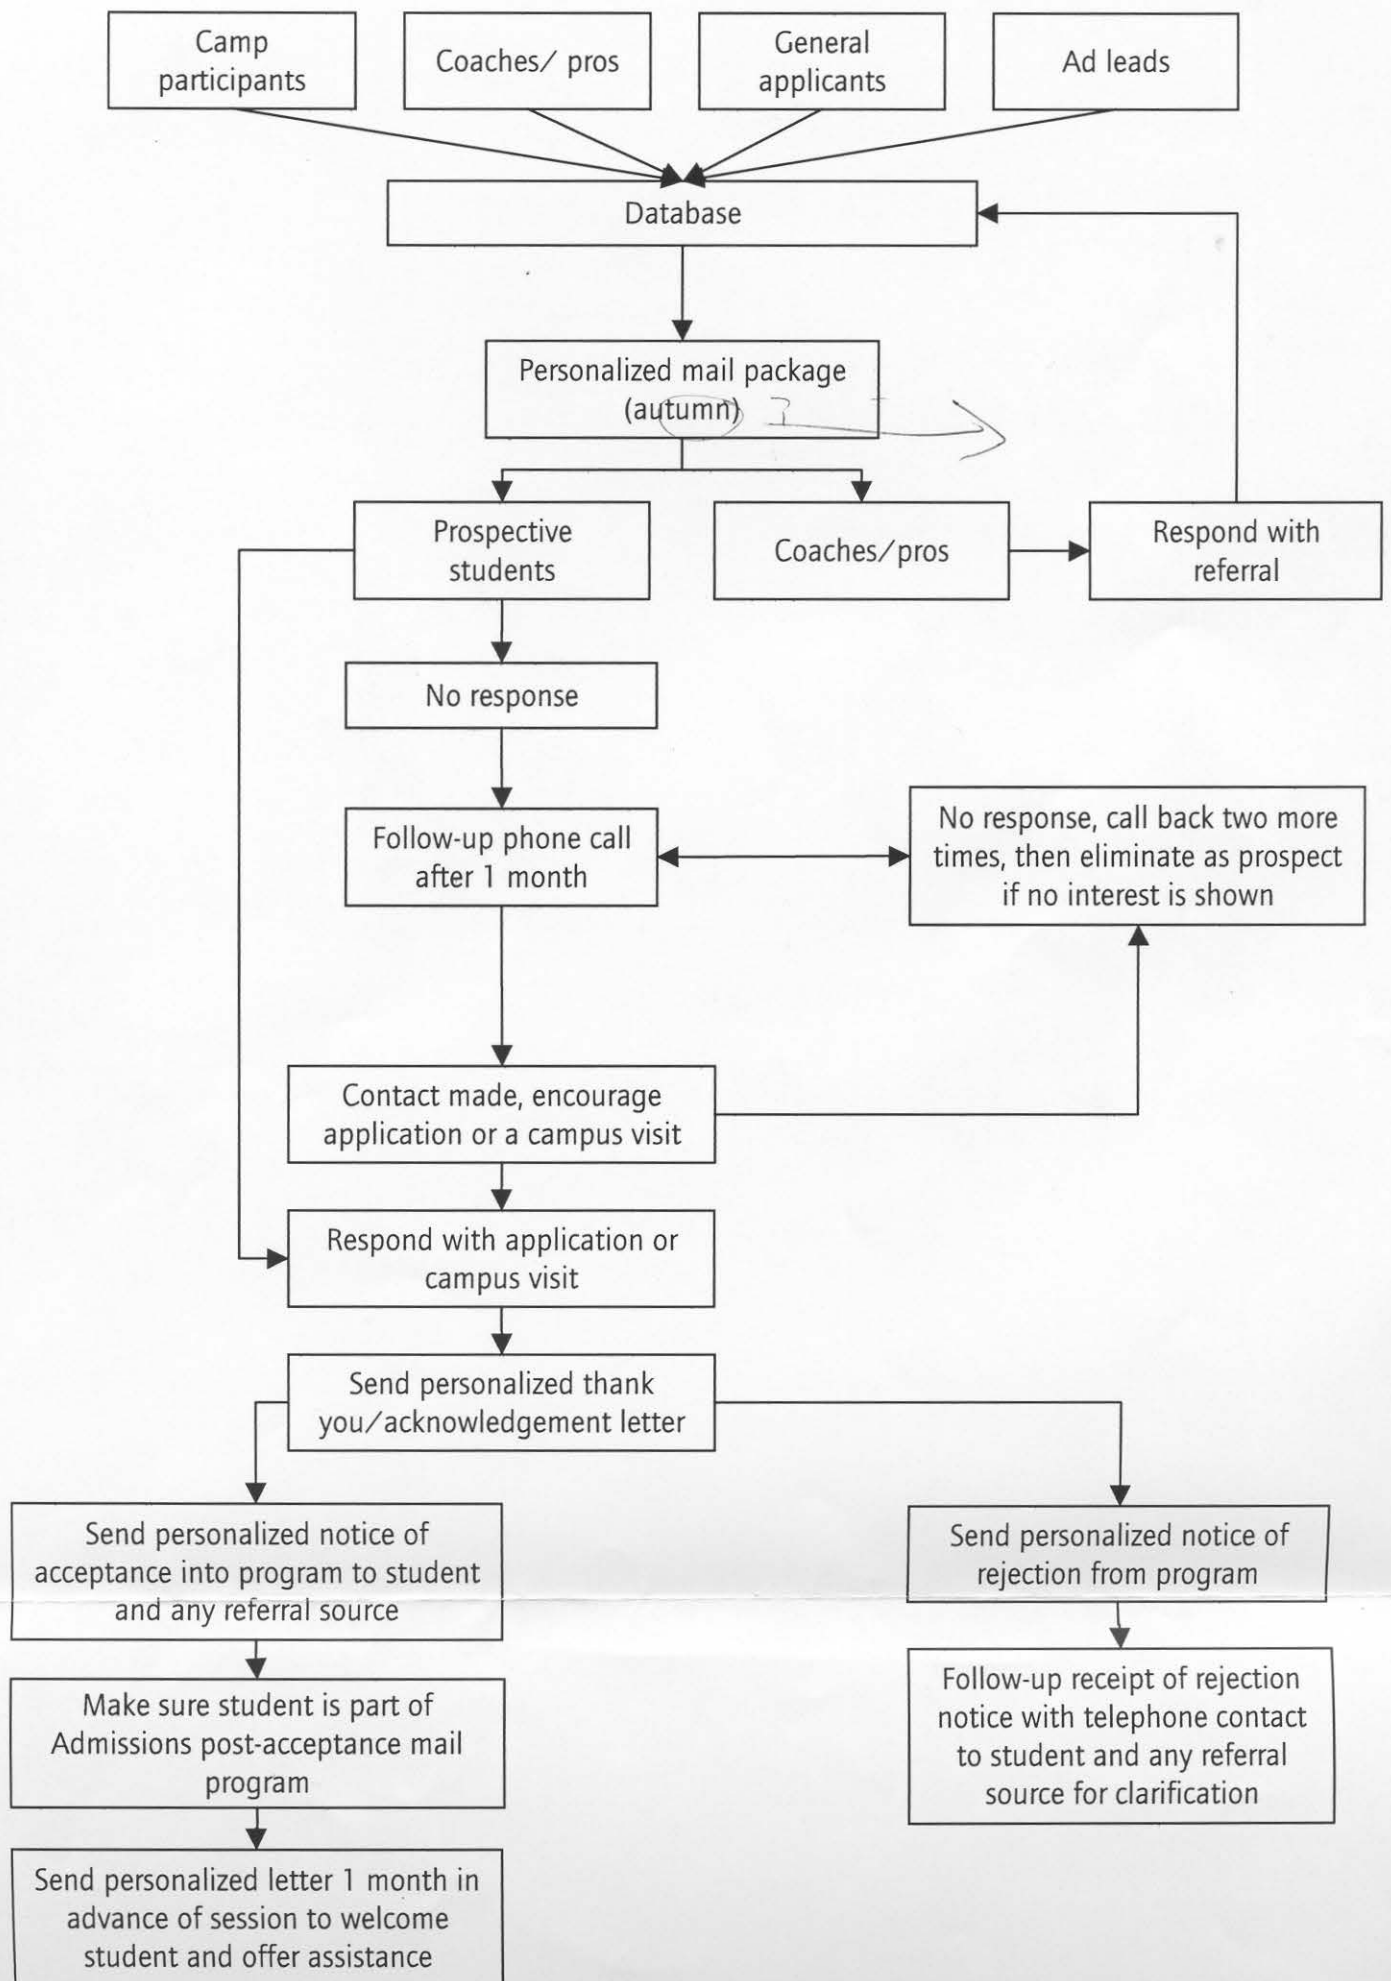 Camp
participants
Coaches/ pros
General
applicants
Ad leads
Database
Personalized mail package
(autumn)
?
Prospective
students
Coaches/pros
Respond with
referral
No response
Follow-up phone call
after 1 month
No response, call back two more
times, then eliminate as prospect
if no interest is shown
Contact made, encourage
application or a campus visit
Respond with application or
campus visit
Send personalized thank
you/acknowledgement letter
Send personalized notice of
acceptance into program to student
and any referral source
Send personalized notice of
rejection from program
Make sure student is part of
Admissions post-acceptance mail
program
Follow-up receipt of rejection
notice with telephone contact
to student and any referral
source for clarification
Send personalized letter 1 month in
advance of session to welcome
student and offer assistance